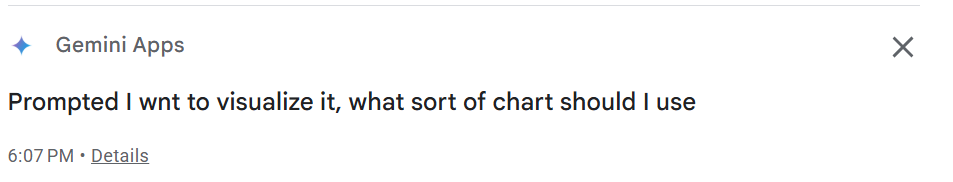 Gemini Apps
Prompted I wnt to visualize it, what sort of chart should I use
6:07 PM • Details